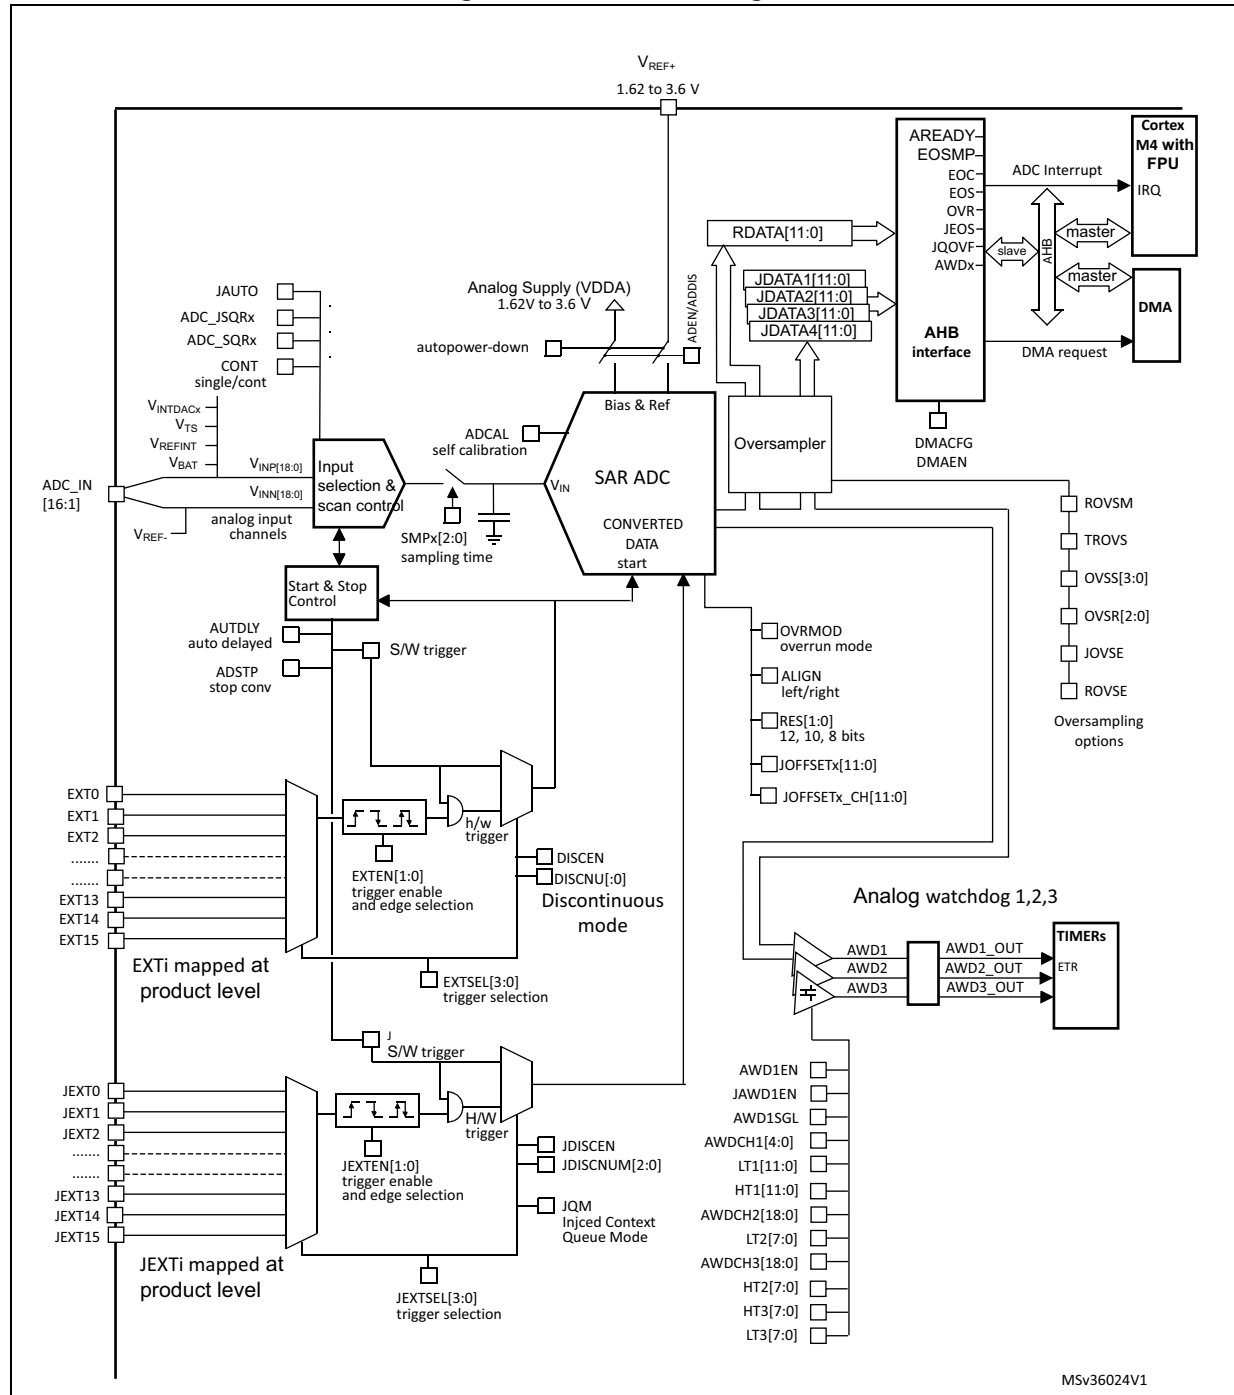 VREF+
1.62 to 3.6 V
AREADY
EOSMP
EOC
EOS
OVR
JEOS
JQOVF
AWDx
AHB
interface
ADC Interrupt
Cortex
M4 with
FPU
IRQ
slave
AHB
master
master
DMA
DMA request
DMACFG
DMAEN
RDATA[11:0]
JDATA1[11:0]
JDATA2[11:0]
JDATA3[11:0]
JDATA4[11:0]
Analog Supply (VDDA)
1.62V to 3.6 V
autopower-down
ADEN/ADDIS
JAUTO
ADC_JSQRx
ADC_SQRx
CONT
single/cont
VINTDACx
VTS
VREFINT
VBAT
ADC_IN
[16:1]
VINP[18:0]
VINN[18:0]
VREF-
analog input
channels
Input
selection &
scan control
SMPx[2:0]
sampling time
ADCAL
self calibration
Bias & Ref
VIN
SAR ADC
CONVERTED
DATA
start
Oversampler
ROVSM
TROVS
OVSS[3:0]
OVSR[2:0]
JOVSE
ROVSE
Oversampling
options
Start & Stop
Control
AUTDLY
auto delayed
ADSTP
stop conv
S/W trigger
OVRMOD
overrun mode
ALIGN
left/right
RES[1:0]
12, 10, 8 bits
JOFFSETx[11:0]
JOFFSETx_CH[11:0]
EXT0
EXT1
EXT2
.......
.......
EXT13
EXT14
EXT15
EXTi mapped at
product level
h/w
trigger
EXTEN[1:0]
trigger enable
and edge selection
DISCEN
DISCNU[:0]
Discontinuous
mode
EXTSEL[3:0]
trigger selection
Analog watchdog 1,2,3
AWD1
AWD2
AWD3
AWD1_OUT
AWD2_OUT
AWD3_OUT
TIMERs
ETR
J
S/W trigger
JEXT0
JEXT1
JEXT2
.......
.......
JEXT13
JEXT14
JEXT15
JEXTi mapped at
product level
H/W
trigger
JEXTEN[1:0]
trigger enable
and edge selection
JDISCEN
JDISCNUM[2:0]
JQM
Injced Context
Queue Mode
JEXTSEL[3:0]
trigger selection
AWD1EN
JAWD1EN
AWD1SGL
AWDCH1[4:0]
LT1[11:0]
HT1[11:0]
AWDCH2[18:0]
LT2[7:0]
AWDCH3[18:0]
HT2[7:0]
HT3[7:0]
LT3[7:0]
MSv36024V1